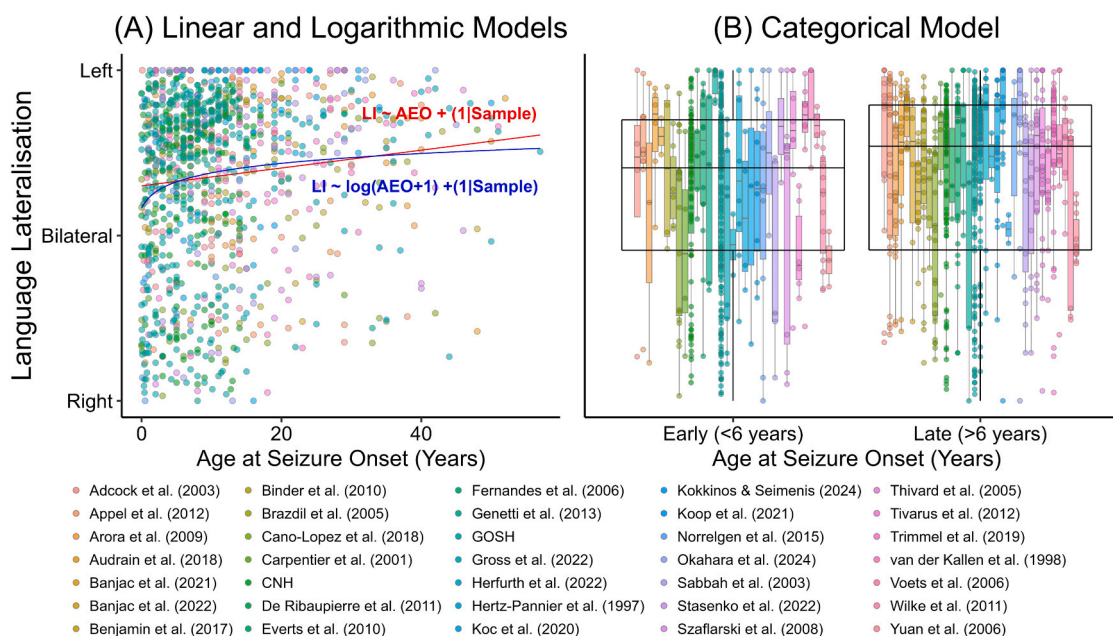 (A) Linear and Logarithmic Models
(B) Categorical Model
Language Lateralisation
Left
Bilateral
Right
LI ~ AEO + (1|Sample)
LI ~ log(AEO+1) +(1|Sample)
0 20 40
Age at Seizure Onset (Years)
Early (<6 years) Late (>6 years)
Age at Seizure Onset (Years)
Adcock et al. (2003)
Appel et al. (2012)
Arora et al. (2009)
Audrain et al. (2018)
Banjac et al. (2021)
Banjac et al. (2022)
Benjamin et al. (2017)
Binder et al. (2010)
Brazdil et al. (2005)
Cano-Lopez et al. (2018)
Carpentier et al. (2001)
CNH
De Ribaupierre et al. (2011)
Everts et al. (2010)
Fernandes et al. (2006)
Genetti et al. (2013)
GOSH
Gross et al. (2022)
Herfurth et al. (2022)
Hertz-Pannier et al. (1997)
Koc et al. (2020)
Kokkinos & Seimenis (2024)
Koop et al. (2021)
Norrelgen et al. (2015)
Okahara et al. (2024)
Sabbah et al. (2003)
Stasenko et al. (2022)
Szaflarski et al. (2008)
Thivard et al. (2005)
Tivarus et al. (2012)
Trimmel et al. (2019)
van der Kallen et al. (1998)
Voets et al. (2006)
Wilke et al. (2011)
Yuan et al. (2006)